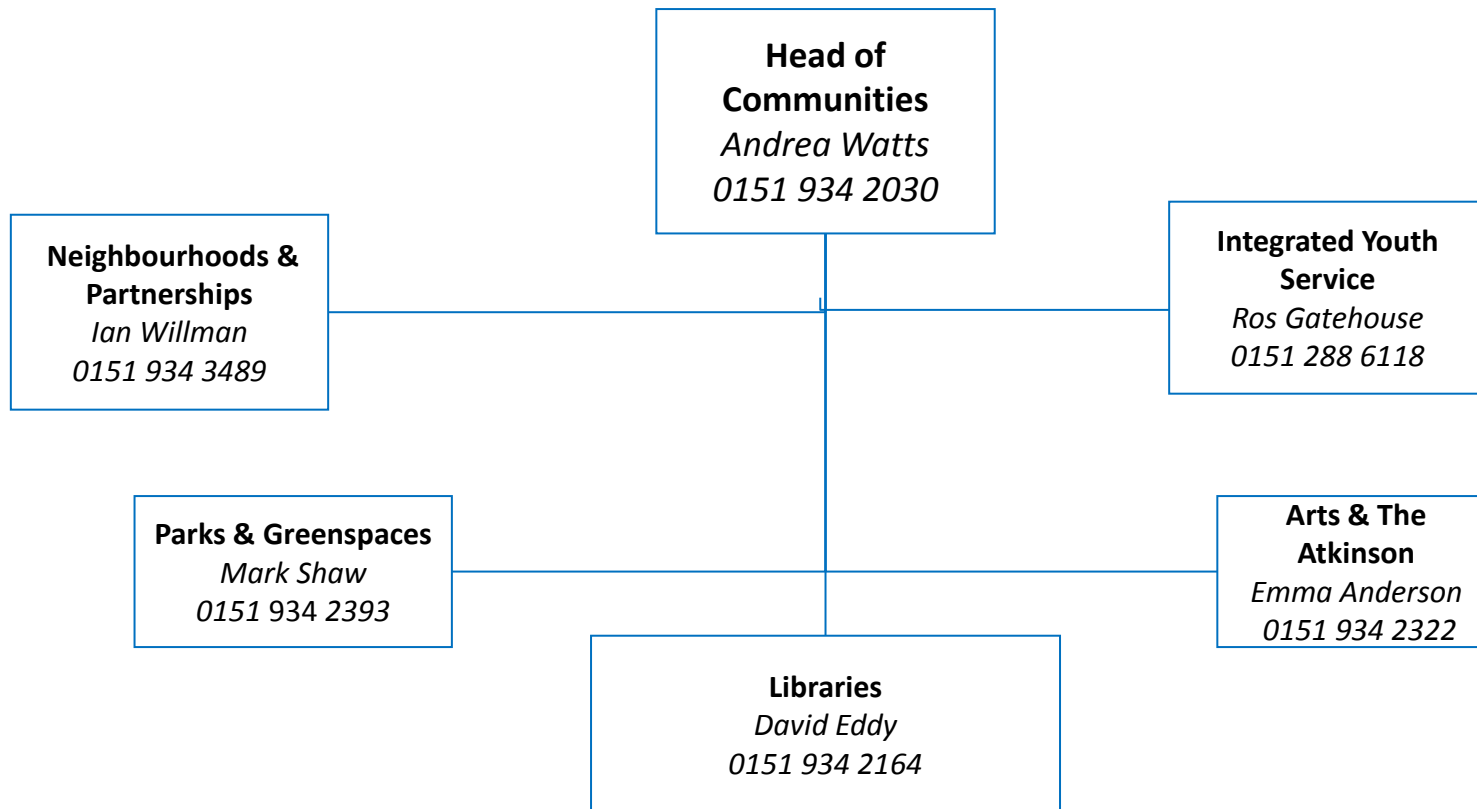 Head of
Communities
Andrea Watts
0151 934 2030
Neighbourhoods &
Partnerships
Ian Willman
0151 934 3489
Integrated Youth
Service
Ros Gatehouse
0151 288 6118
Parks & Greenspaces
Mark Shaw
0151 934 2393
Arts & The
Atkinson
Emma Anderson
0151 934 2322
Libraries
David Eddy
0151 934 2164